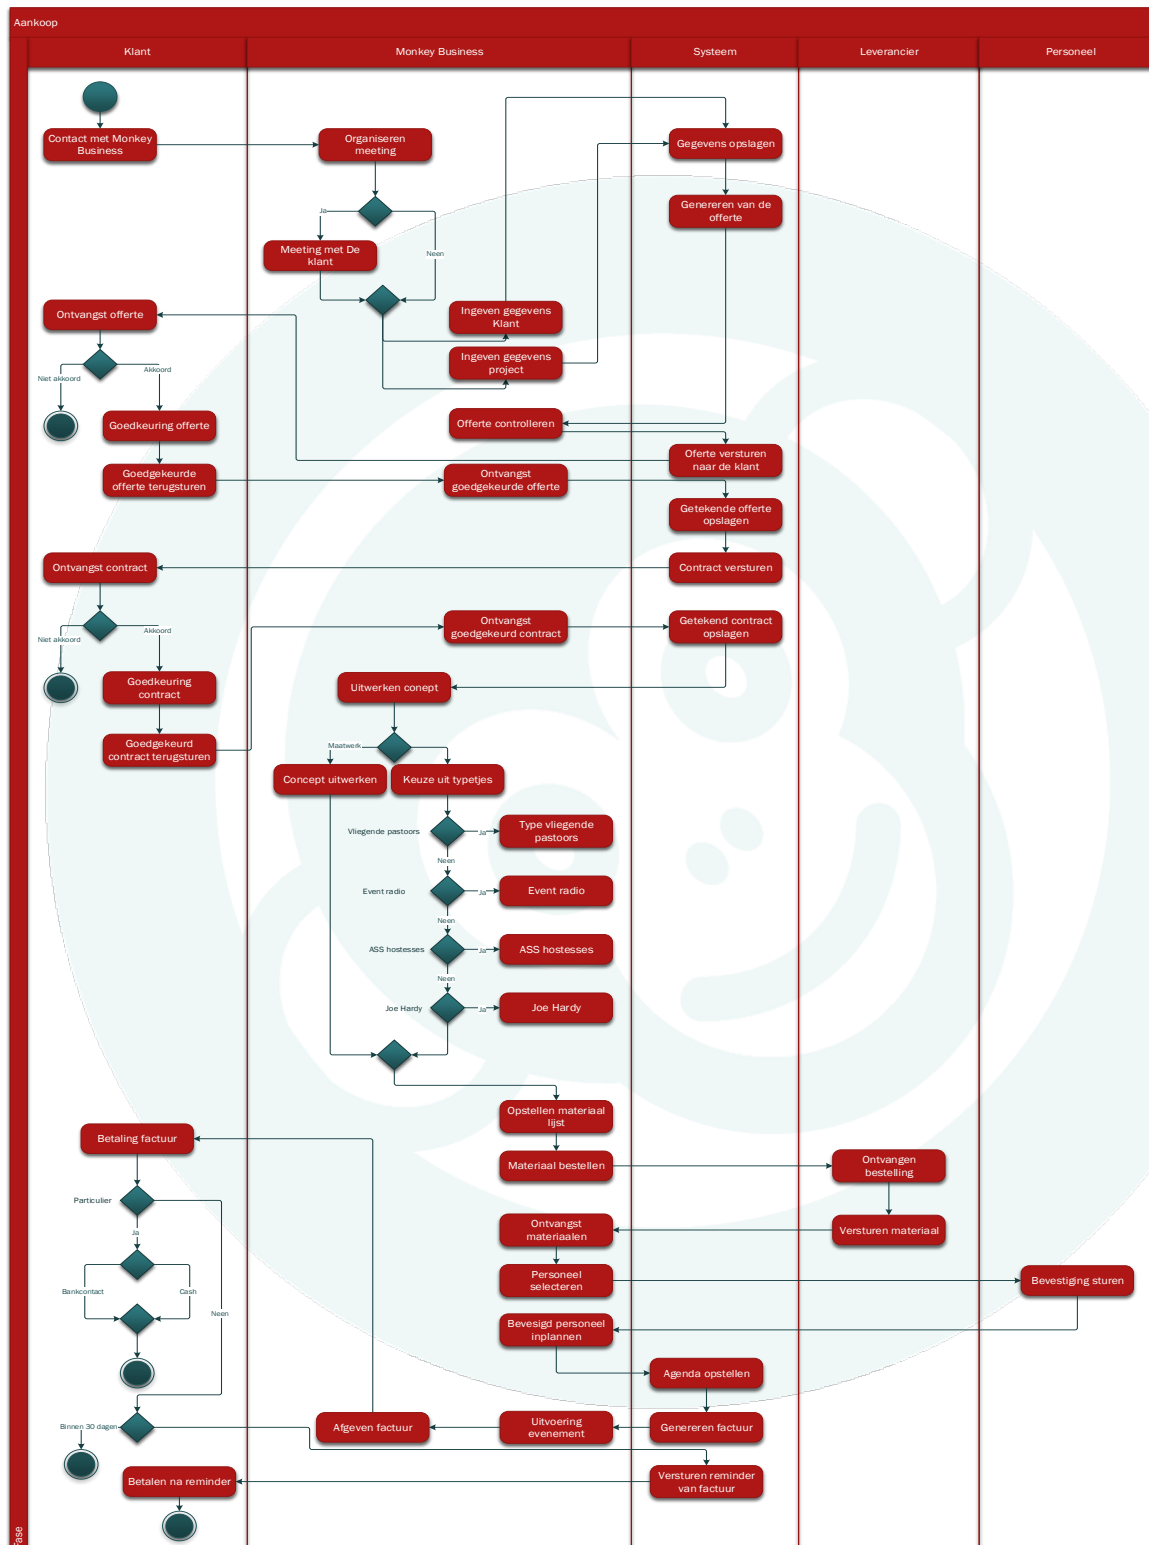 Aankoop
Klant
Monkey Business
Systeem
Leverancier
Personeel
Contact met Monkey
Business
Organiseren
meeting
Gegevens opslagen
Ja
Neen
Meeting met De
klant
Genereren van de
offerte
Ontvangst offerte
Ingeven gegevens
Klant
Ingeven gegevens
project
Niet akkoord
Akkoord
Goedkeuring offerte
Offerte controlleren
Oferte versturen
naar de klant
Goedgekeurde
offerte terugsturen
Ontvangst
goedgekeurde offerte
Getekende offerte
opslagen
Ontvangst contract
Contract versturen
Niet akkoord
Akkoord
Ontvangst
goedgekeurd contract
Getekend contract
opslagen
Goedkeuring
contract
Uitwerken conept
Goedgekeurd
contract terugsturen
Maatwerk
Concept uitwerken
Keuze uit typetjes
Vliegende pastoors
Ja
Type vliegende
pastoors
Neen
Event radio
Ja
Event radio
Neen
ASS hostesses
Ja
ASS hostesses
Neen
Joe Hardy
Ja
Joe Hardy
Opstellen materiaal
lijst
Betaling factuur
Materiaal bestellen
Ontvangen
bestelling
Particulier
Ja
Ontvangst
materiaalen
Versturen materiaal
Bankcontact
Cash
Neen
Personeel
selecteren
Bevestiging sturen
Bevesigd personeel
inplannen
Agenda opstellen
Binnen 30 dagen
Afgeven factuur
Uitvoering
evenement
Genereren factuur
Betalen na reminder
Versturen reminder
van factuur
Fase